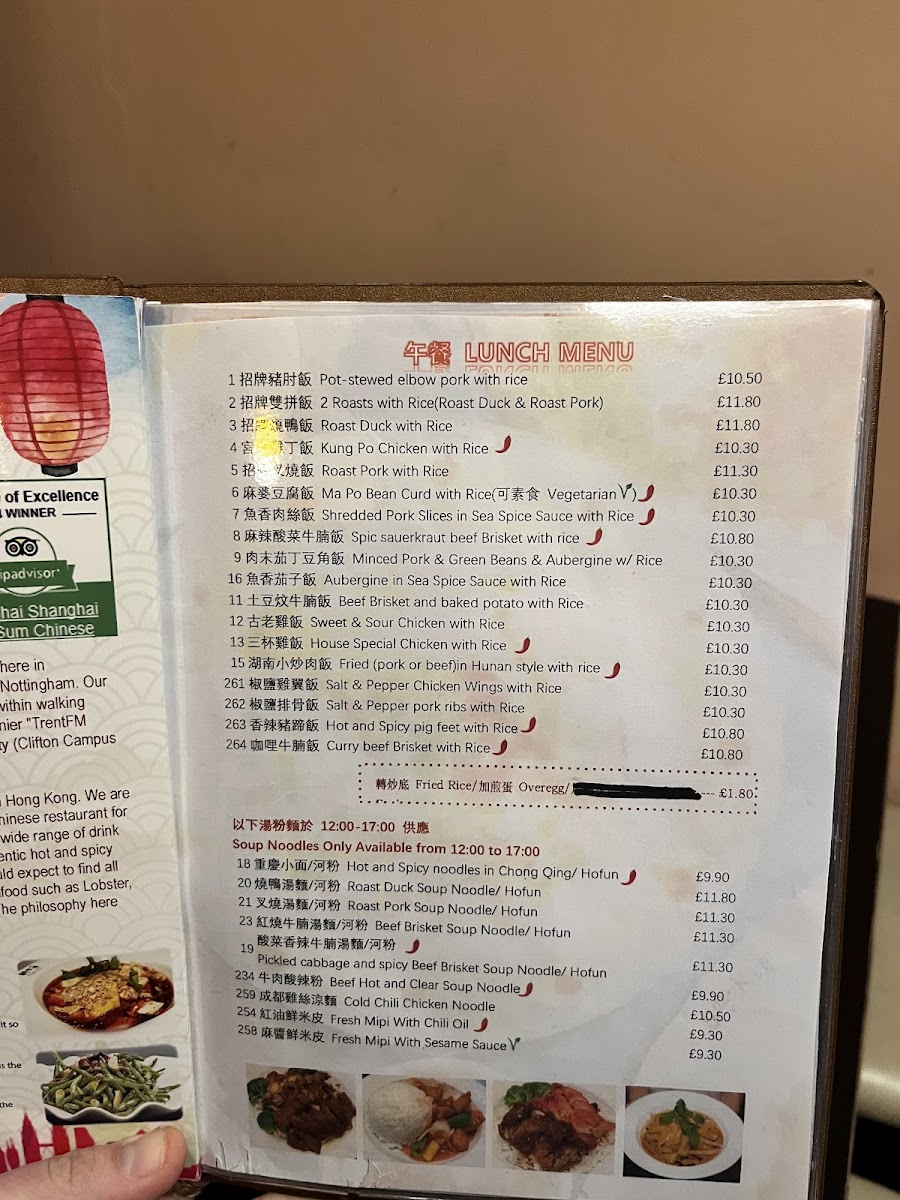 of Excellence
WINNER
tripadvisor
hai Shanghai
Sum Chinese
here in
Nottingham. Our
within walking
mier "TrentFM
ty (Clifton Campus
Hong Kong. We are
hinese restaurant for
wide range of drink
entic hot and spicy
uld expect to find all
food such as Lobster,
The philosophy here
it so
s the
the
午餐 LUNCH MENU
1 招牌豬肘飯 Pot-stewed elbow pork with rice £10.50
2 招牌雙拼飯 2 Roasts with Rice(Roast Duck & Roast Pork) £11.80
3 招牌燒鴨飯 Roast Duck with Rice £11.80
4 宮 丁飯 Kung Po Chicken with Rice £10.30
5 招牌叉燒飯 Roast Pork with Rice £11.30
6 麻婆豆腐飯 Ma Po Bean Curd with Rice(可素食 Vegetarian V) £10.30
7 魚香肉絲飯 Shredded Pork Slices in Sea Spice Sauce with Rice £10.30
8 麻辣酸菜牛腩飯 Spic sauerkraut beef Brisket with rice £10.80
9 肉末茄丁豆角飯 Minced Pork & Green Beans & Aubergine w/ Rice £10.30
16 魚香茄子飯 Aubergine in Sea Spice Sauce with Rice £10.30
11 土豆炆牛腩飯 Beef Brisket and baked potato with Rice £10.30
12 古老雞飯 Sweet & Sour Chicken with Rice £10.30
13 三杯雞飯 House Special Chicken with Rice £10.30
15 湖南小炒肉飯 Fried (pork or beef)in Hunan style with rice £10.30
261 椒鹽雞翼飯 Salt & Pepper Chicken Wings with Rice £10.30
262 椒鹽排骨飯 Salt & Pepper pork ribs with Rice £10.30
263 香辣豬蹄飯 Hot and Spicy pig feet with Rice £10.80
264 咖哩牛腩飯 Curry beef Brisket with Rice £10.80
轉炒底 Fried Rice/加煎蛋 Overegg/ --- £1.80
以下湯粉麵於 12:00-17:00 供應
Soup Noodles Only Available from 12:00 to 17:00
18 重慶小面/河粉 Hot and Spicy noodles in Chong Qing/ Hofun £9.90
20 燒鴨湯麵/河粉 Roast Duck Soup Noodle/ Hofun £11.80
21 叉燒湯麵/河粉 Roast Pork Soup Noodle/ Hofun £11.30
23 紅燒牛腩湯麵/河粉 Beef Brisket Soup Noodle/ Hofun £11.30
19 酸菜香辣牛腩湯麵/河粉
Pickled cabbage and spicy Beef Brisket Soup Noodle/ Hofun £11.30
234 牛肉酸辣粉 Beef Hot and Clear Soup Noodle £9.90
259 成都雞絲涼麵 Cold Chili Chicken Noodle £10.50
254 紅油鮮米皮 Fresh Mipi With Chili Oil £9.30
258 麻醬鮮米皮 Fresh Mipi With Sesame Sauce V £9.30